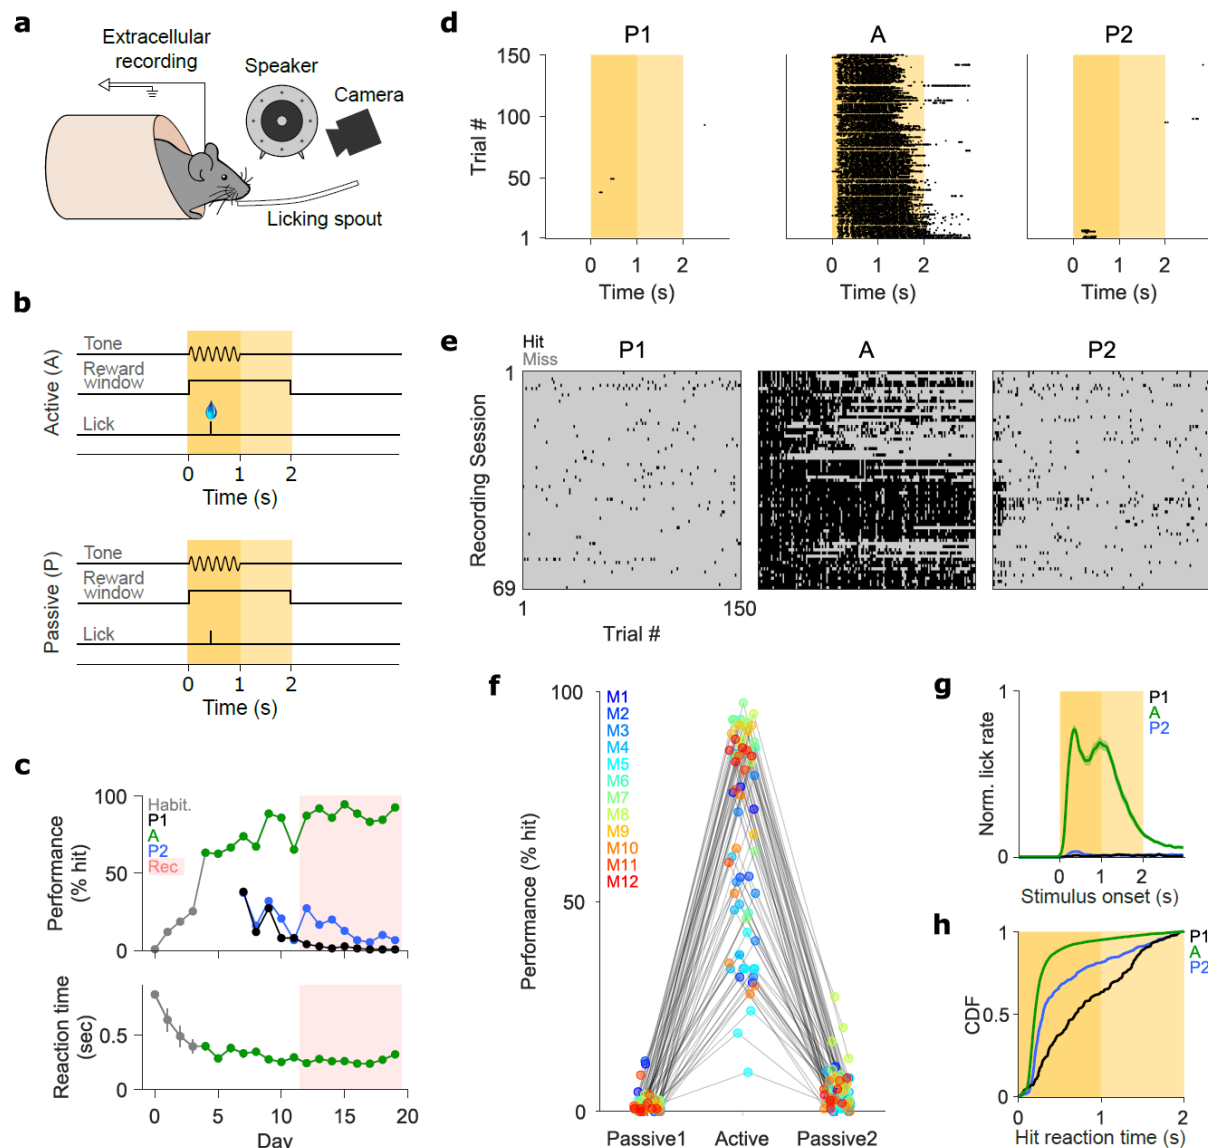 a
Extracellular
recording
Speaker
Camera
Licking spout
b
Active (A)
Tone
Reward
window
Lick
0 1 2
Time (s)
Passive (P)
Tone
Reward
window
Lick
0 1 2
Time (s)
c
Performance
(% hit)
100
50
0
Habit.
P1
A
P2
Rec
Reaction time
(sec)
0.5
0
0 5 10 15 20
Day
d
P1 A P2
Trial #
150
100
50
1
0 1 2
Time (s)
0 1 2
Time (s)
0 1 2
Time (s)
e
Hit
Miss
P1 A P2
Recording Session
1
69
1 150
Trial #
f
Performance (% hit)
100
50
0
M1
M2
M3
M4
M5
M6
M7
M8
M9
M10
M11
M12
Passive1 Active Passive2
g
Norm. lick rate
1
0
P1
A
P2
0 1 2
Stimulus onset (s)
h
CDF
1
0.5
0
P1
A
P2
0 1 2
Hit reaction time (s)